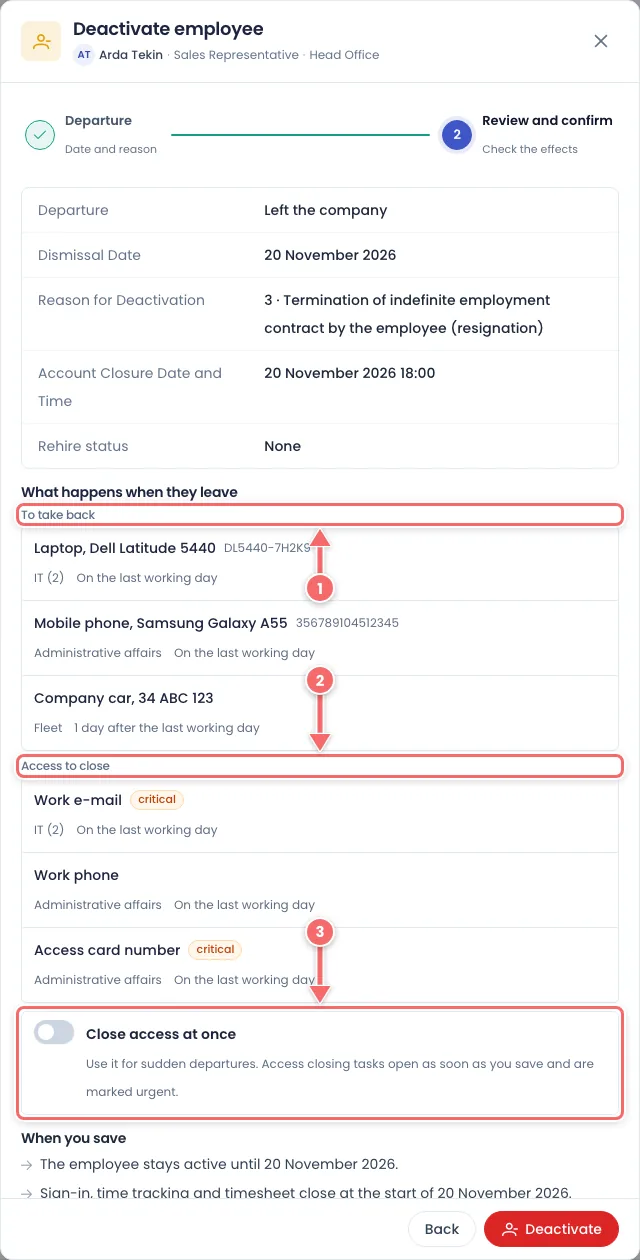 Deactivate employee
AT Arda Tekin · Sales Representative · Head Office
Departure
Date and reason
2
Review and confirm
Check the effects
Departure Left the company
Dismissal Date 20 November 2026
Reason for Deactivation 3 · Termination of indefinite employment
contract by the employee (resignation)
Account Closure Date and 20 November 2026 18:00
Time
Rehire status None
What happens when they leave
To take back
Laptop, Dell Latitude 5440 DL5440-7H2K9
IT (2) On the last working day
1
Mobile phone, Samsung Galaxy A55 356789104512345
Administrative affairs On the last working day
2
Company car, 34 ABC 123
Fleet 1 day after the last working day
Access to close
Work e-mail critical
IT (2) On the last working day
Work phone
Administrative affairs On the last working day
3
Access card number critical
Administrative affairs On the last working day
Close access at once
Use it for sudden departures. Access closing tasks open as soon as you save and are
marked urgent.
When you save
→ The employee stays active until 20 November 2026.
→ Sign-in, time tracking and timesheet close at the start of 20 November 2026.
Back Deactivate